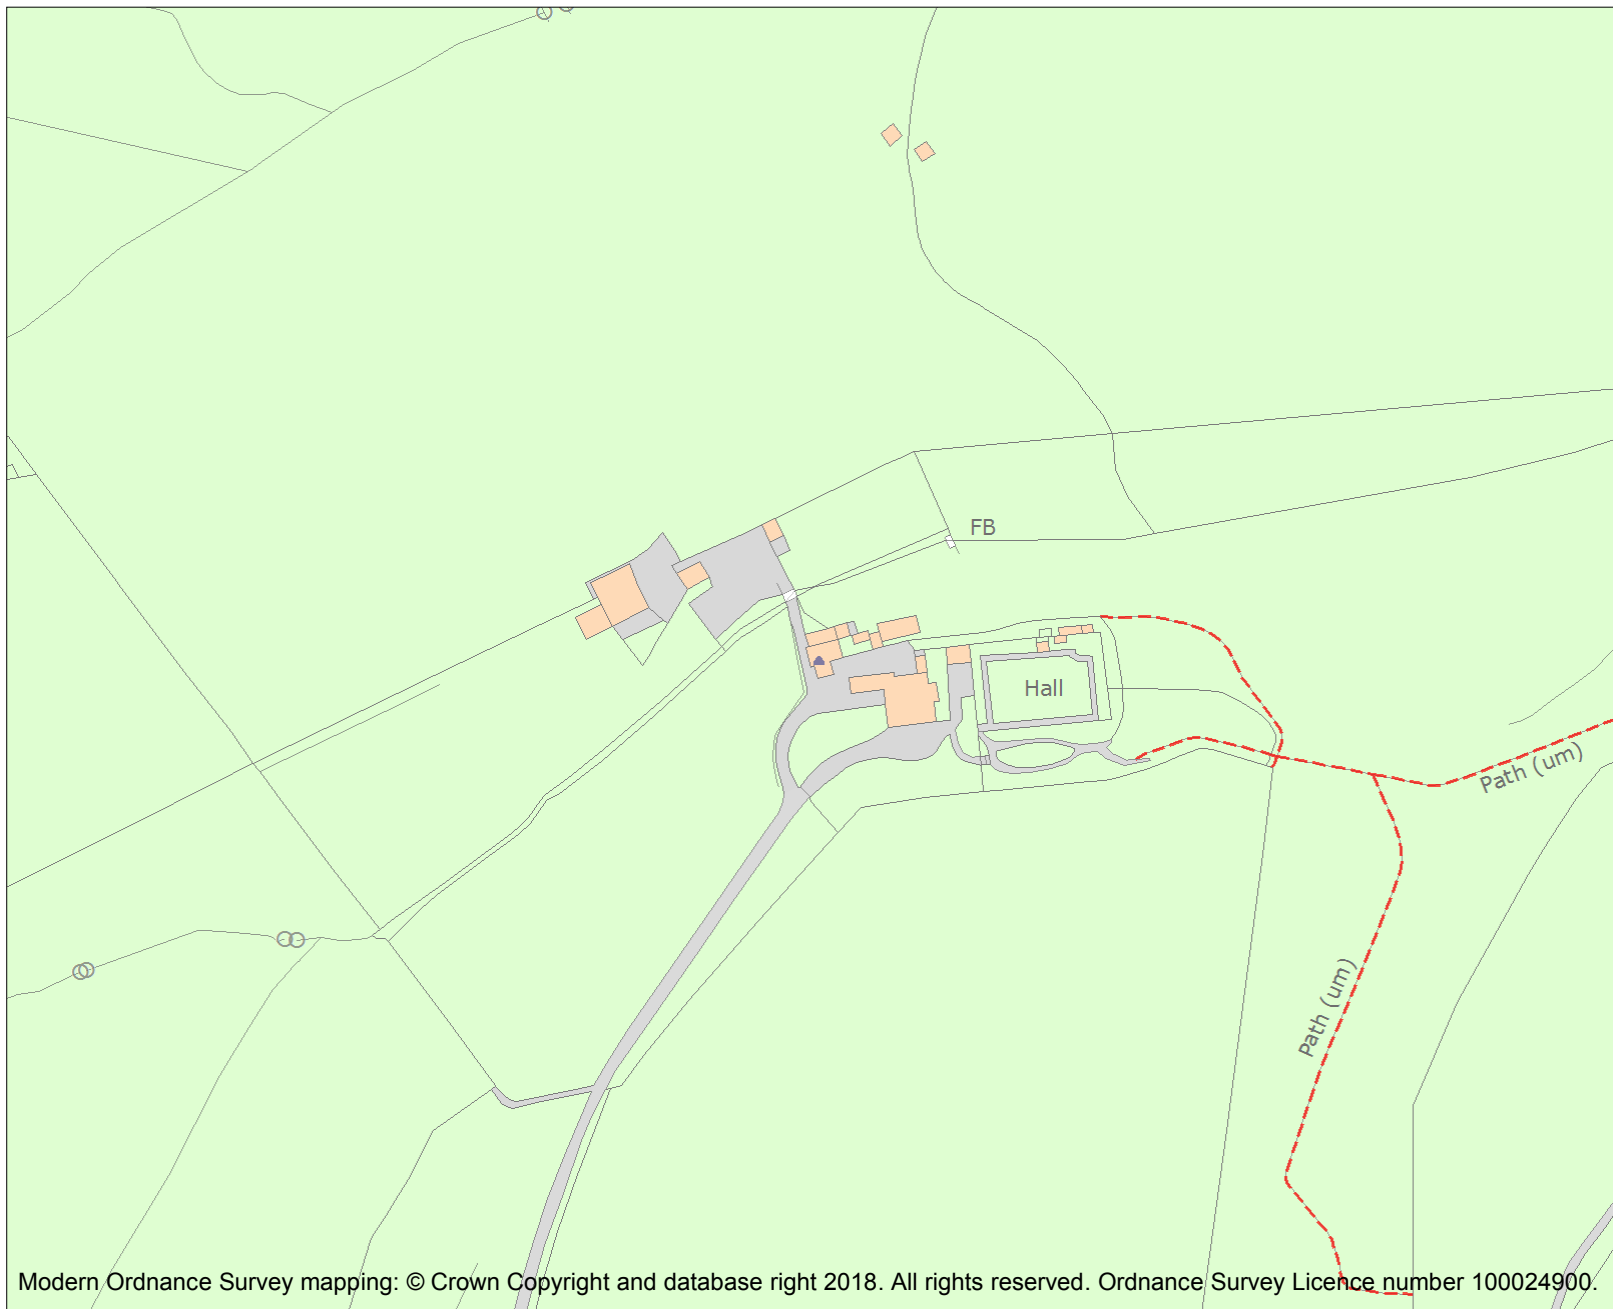 FB
Hall
Path (um)
Path (um)
Modern Ordnance Survey mapping: © Crown Copyright and database right 2018. All rights reserved. Ordnance Survey Licence number 100024900.